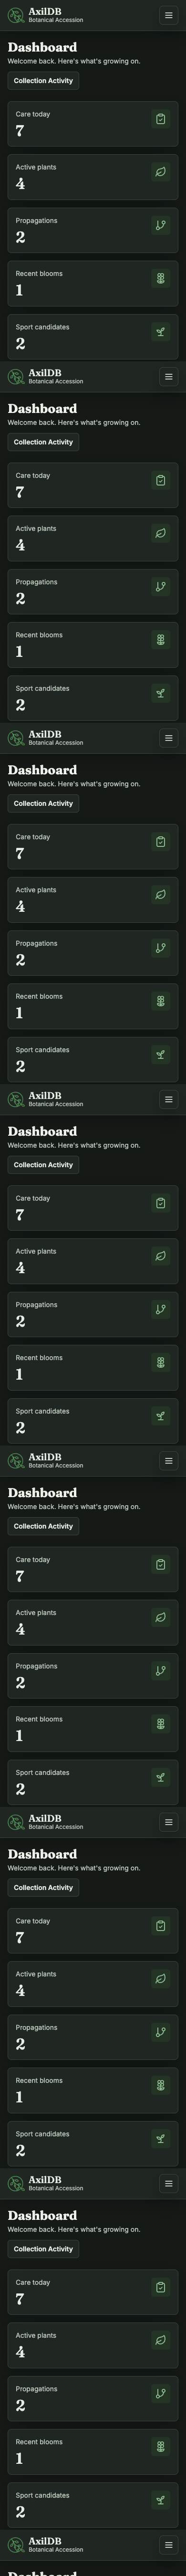 AxilDB
Botanical Accession
Dashboard
Welcome back. Here's what's growing on.
Collection Activity
Care today
7
Active plants
4
Propagations
2
Recent blooms
1
Sport candidates
2
AxilDB
Botanical Accession
Dashboard
Welcome back. Here's what's growing on.
Collection Activity
Care today
7
Active plants
4
Propagations
2
Recent blooms
1
Sport candidates
2
AxilDB
Botanical Accession
Dashboard
Welcome back. Here's what's growing on.
Collection Activity
Care today
7
Active plants
4
Propagations
2
Recent blooms
1
Sport candidates
2
AxilDB
Botanical Accession
Dashboard
Welcome back. Here's what's growing on.
Collection Activity
Care today
7
Active plants
4
Propagations
2
Recent blooms
1
Sport candidates
2
AxilDB
Botanical Accession
Dashboard
Welcome back. Here's what's growing on.
Collection Activity
Care today
7
Active plants
4
Propagations
2
Recent blooms
1
Sport candidates
2
AxilDB
Botanical Accession
Dashboard
Welcome back. Here's what's growing on.
Collection Activity
Care today
7
Active plants
4
Propagations
2
Recent blooms
1
Sport candidates
2
AxilDB
Botanical Accession
Dashboard
Welcome back. Here's what's growing on.
Collection Activity
Care today
7
Active plants
4
Propagations
2
Recent blooms
1
Sport candidates
2
AxilDB
Botanical Accession
Dashboard